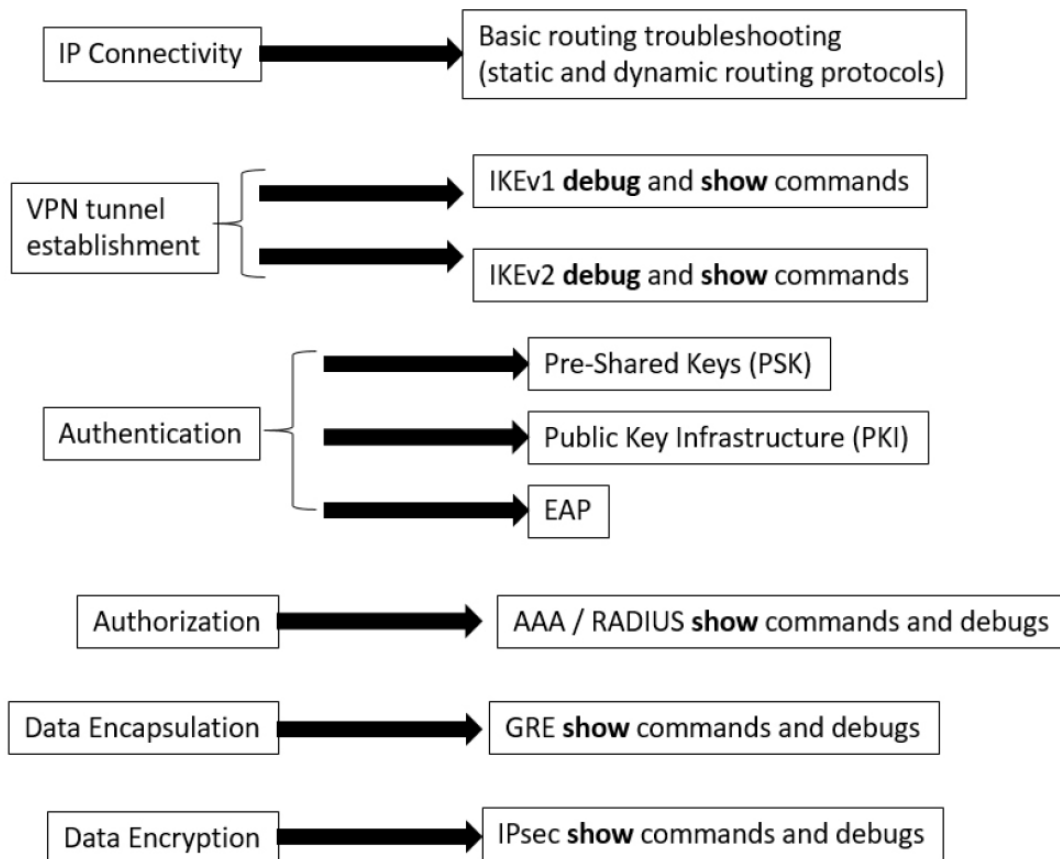 IP Connectivity
Basic routing troubleshooting
(static and dynamic routing protocols)
VPN tunnel
establishment
IKEv1 debug and show commands
IKEv2 debug and show commands
Authentication
Pre-Shared Keys (PSK)
Public Key Infrastructure (PKI)
EAP
Authorization
AAA / RADIUS show commands and debugs
Data Encapsulation
GRE show commands and debugs
Data Encryption
IPsec show commands and debugs